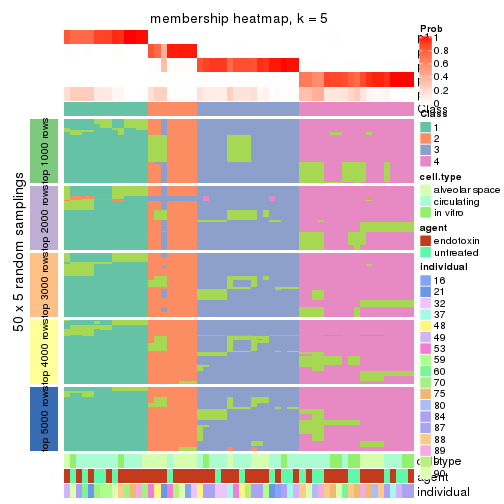 membership heatmap, k = 5
Prob
1
0.8
0.6
0.4
0.2
0
Class
Class
1
2
3
4
cell.type
alveolar space
circulating
in vitro
agent
endotoxin
untreated
individual
16
21
32
37
48
49
53
59
60
70
75
80
84
87
88
89
90
50 x 5 random samplings
top 1000 rows
top 2000 rows
top 3000 rows
top 4000 rows
top 5000 rows
cell.type
agent
individual